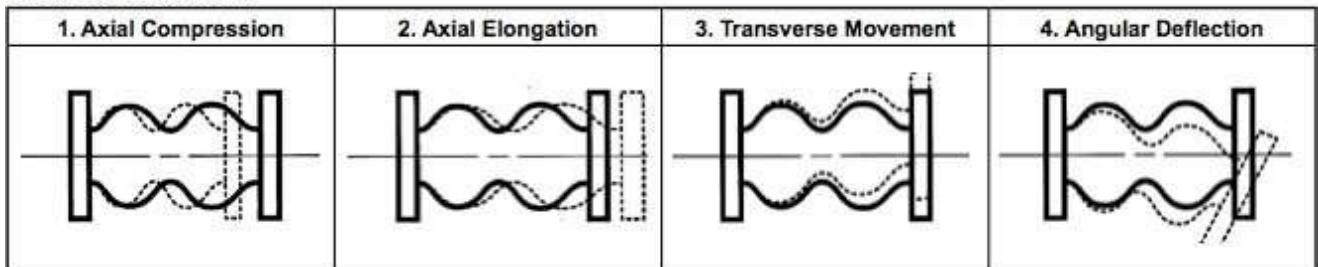 1. Axial Compression
2. Axial Elongation
3. Transverse Movement
4. Angular Deflection